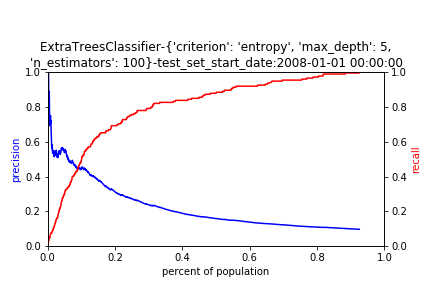 ExtraTreesClassifier-{'criterion': 'entropy', 'max_depth': 5,
'n_estimators': 100}-test_set_start_date:2008-01-01 00:00:00
1.0
0.8
0.6
0.4
0.2
0.0
precision
1.0
0.8
0.6
0.4
0.2
0.0
recall
0.0 0.2 0.4 0.6 0.8 1.0
percent of population